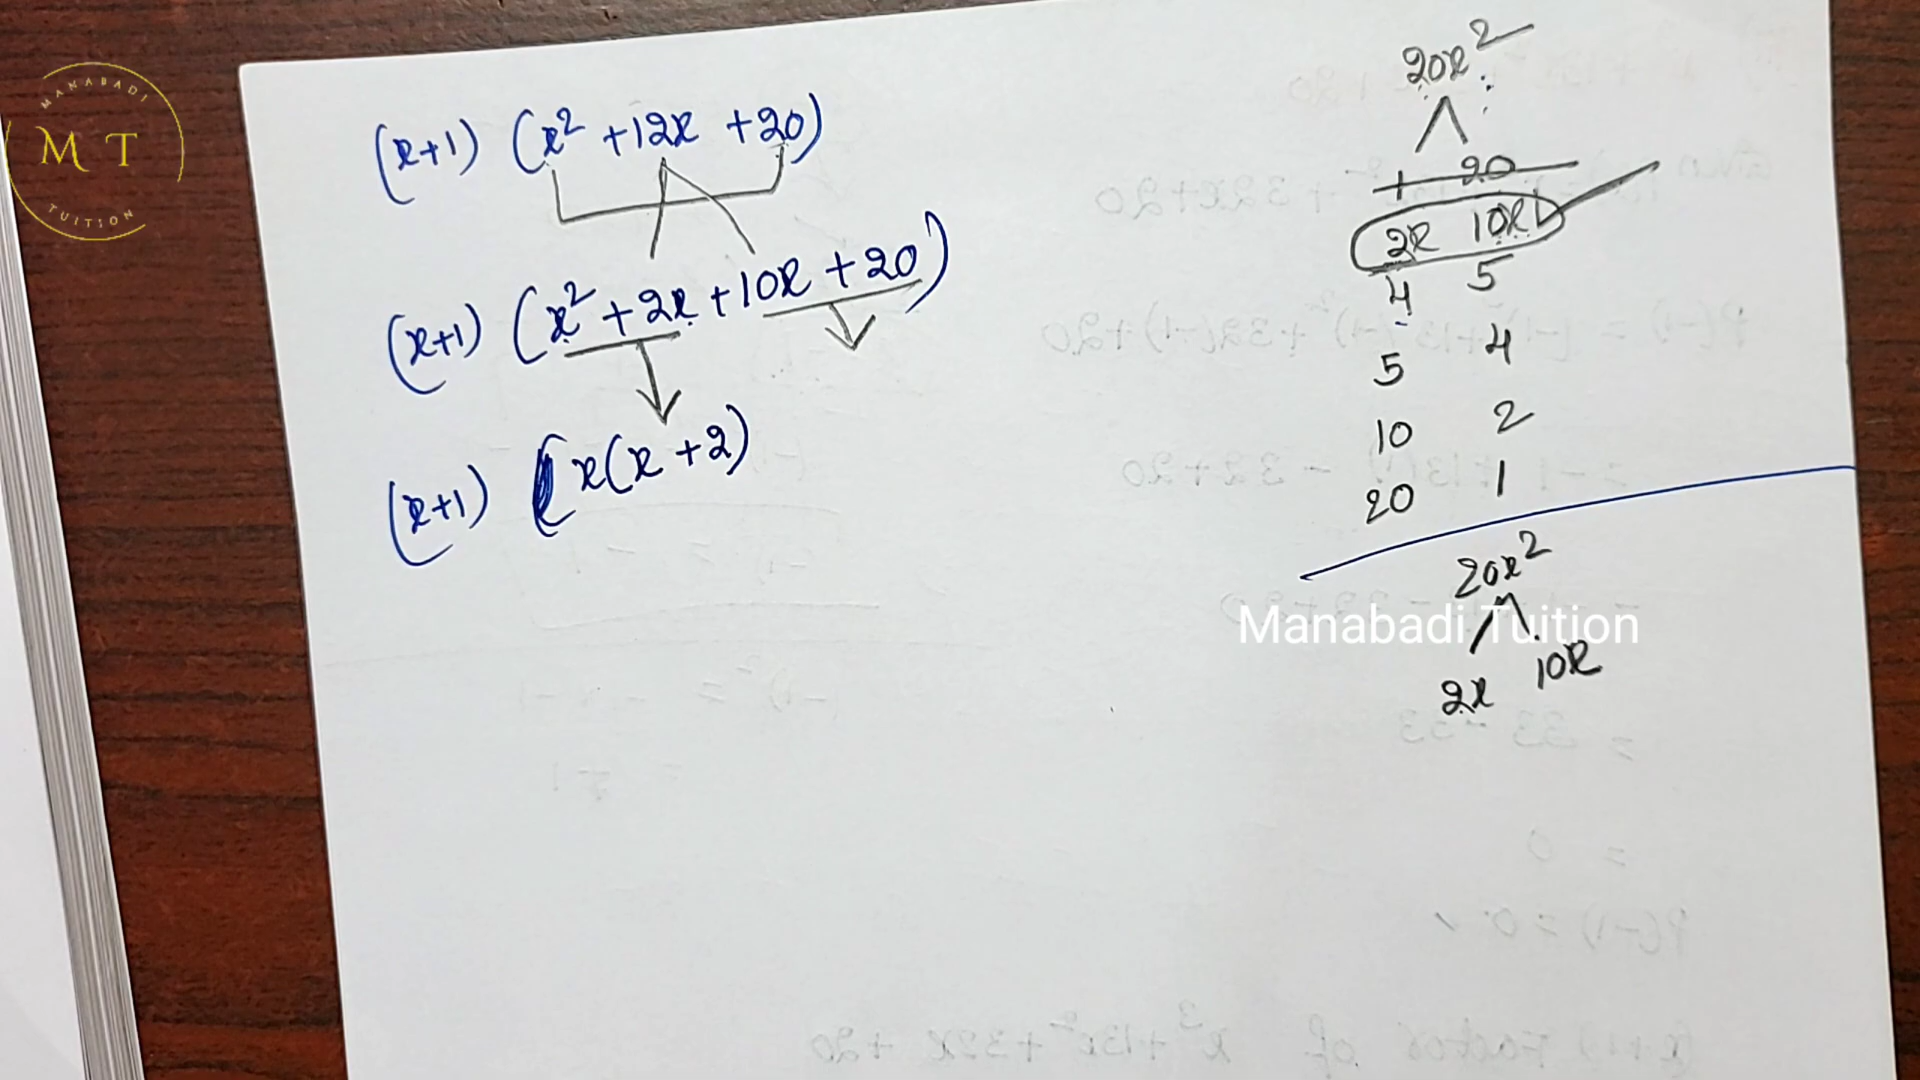 MANABADI
MT
TUITION
(x+1) (x² +12x +20)
(x+1) (x² +2x +10x +20)
(x+1) (x(x+2)
20x²
1 20
2x 10x
4 5
5 4
10 2
20 1
20x²
2x 10x
Manabadi Tuition